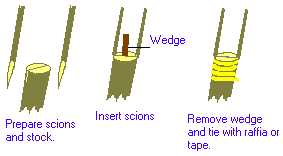 Wedge
Prepare scions
and stock.
Insert scions
Remove wedge
and tie with raffia or
tape.